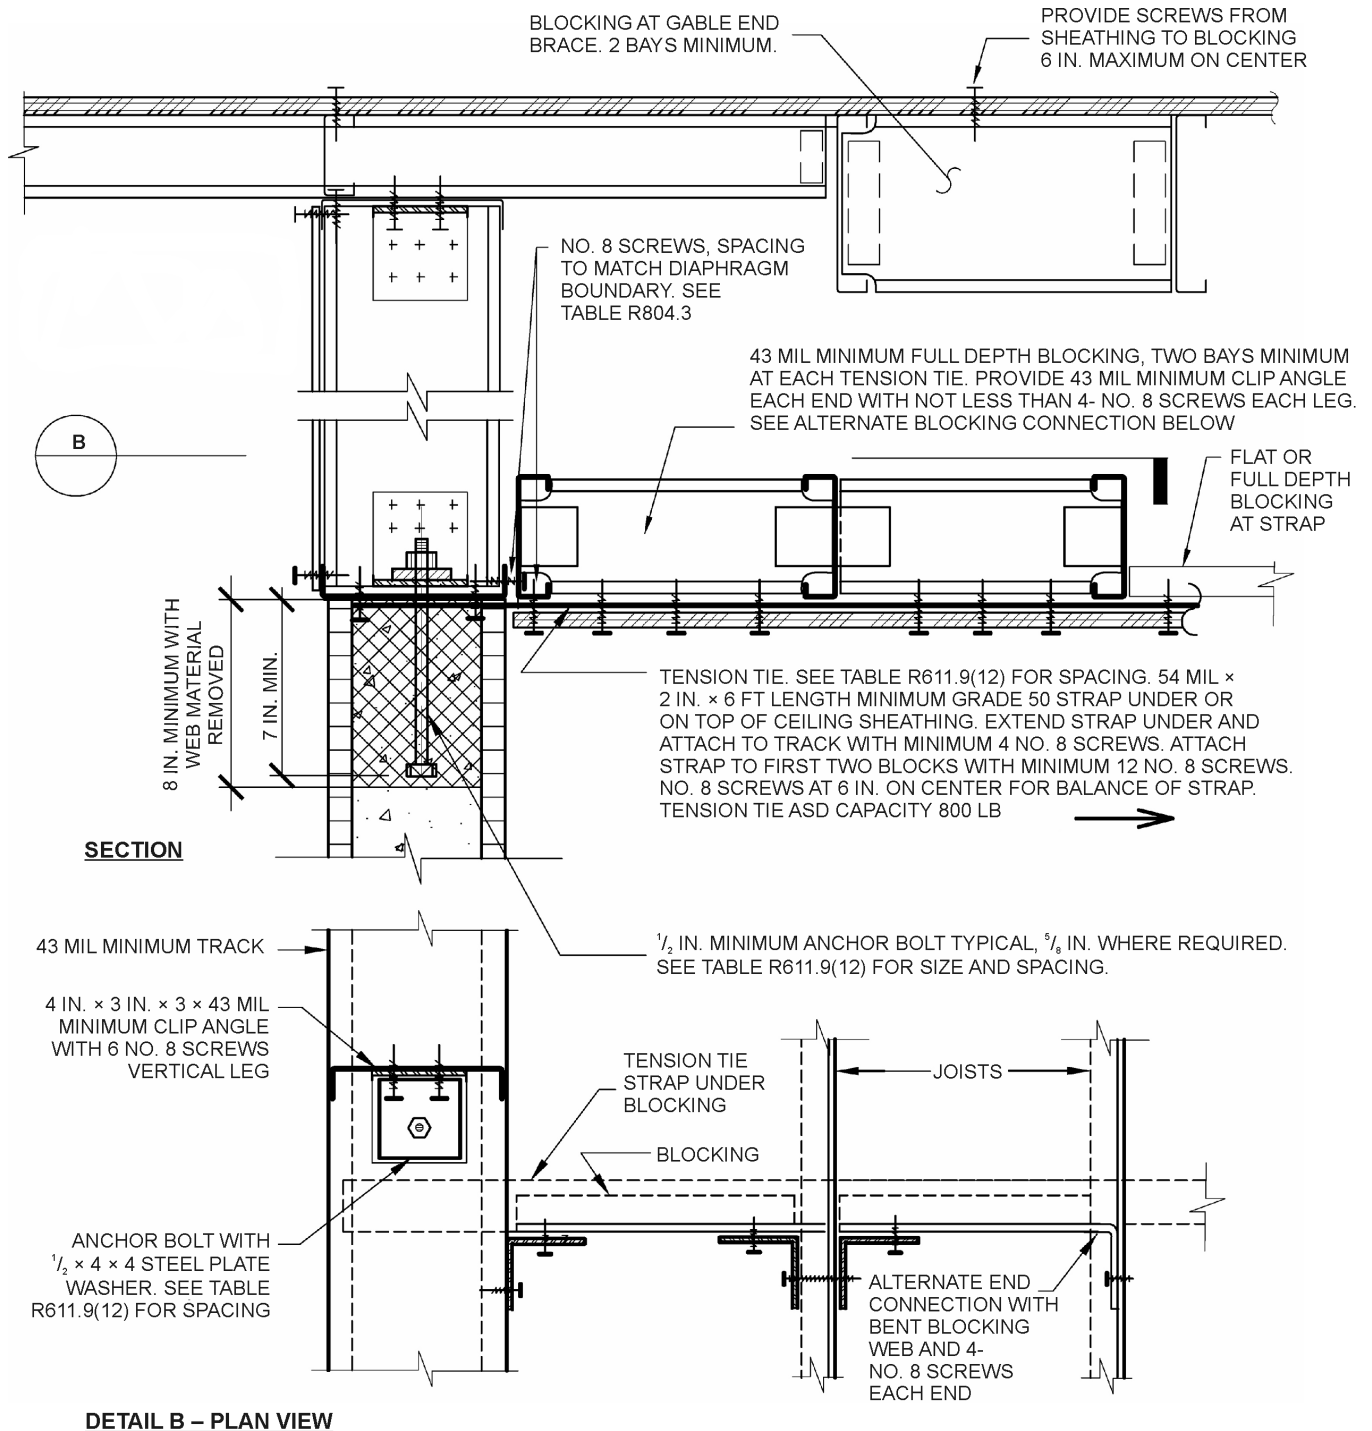 BLOCKING AT GABLE END
BRACE. 2 BAYS MINIMUM.
PROVIDE SCREWS FROM
SHEATHING TO BLOCKING
6 IN. MAXIMUM ON CENTER
NO. 8 SCREWS, SPACING
TO MATCH DIAPHRAGM
BOUNDARY. SEE
TABLE R804.3
43 MIL MINIMUM FULL DEPTH BLOCKING, TWO BAYS MINIMUM
AT EACH TENSION TIE. PROVIDE 43 MIL MINIMUM CLIP ANGLE
EACH END WITH NOT LESS THAN 4- NO. 8 SCREWS EACH LEG.
SEE ALTERNATE BLOCKING CONNECTION BELOW
B
FLAT OR
FULL DEPTH
BLOCKING
AT STRAP
8 IN. MINIMUM WITH
WEB MATERIAL
REMOVED
7 IN. MIN.
TENSION TIE. SEE TABLE R611.9(12) FOR SPACING. 54 MIL ×
2 IN. × 6 FT LENGTH MINIMUM GRADE 50 STRAP UNDER OR
ON TOP OF CEILING SHEATHING. EXTEND STRAP UNDER AND
ATTACH TO TRACK WITH MINIMUM 4 NO. 8 SCREWS. ATTACH
STRAP TO FIRST TWO BLOCKS WITH MINIMUM 12 NO. 8 SCREWS.
NO. 8 SCREWS AT 6 IN. ON CENTER FOR BALANCE OF STRAP.
TENSION TIE ASD CAPACITY 800 LB
SECTION
43 MIL MINIMUM TRACK
1/2 IN. MINIMUM ANCHOR BOLT TYPICAL, 5/8 IN. WHERE REQUIRED.
SEE TABLE R611.9(12) FOR SIZE AND SPACING.
4 IN. × 3 IN. × 3 × 43 MIL
MINIMUM CLIP ANGLE
WITH 6 NO. 8 SCREWS
VERTICAL LEG
TENSION TIE
STRAP UNDER
BLOCKING
JOISTS
BLOCKING
ANCHOR BOLT WITH
1/2 × 4 × 4 STEEL PLATE
WASHER. SEE TABLE
R611.9(12) FOR SPACING
ALTERNATE END
CONNECTION WITH
BENT BLOCKING
WEB AND 4-
NO. 8 SCREWS
EACH END
DETAIL B – PLAN VIEW